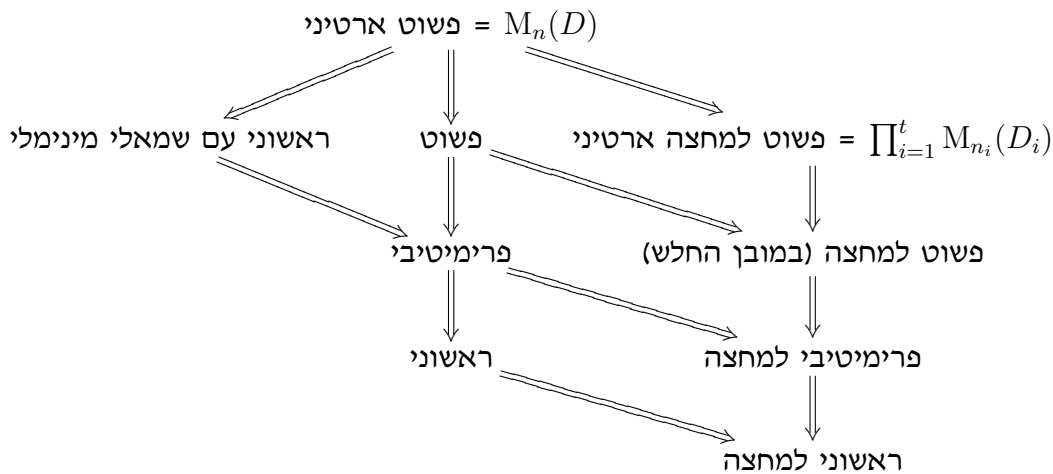 פשוט ארטיני = M_n(D)
פשוט למחצה ארטיני = ∏_{i=1}^{t} M_{n_i}(D_i) פשוט ראשוני עם שמאלי מינימלי
פשוט למחצה (במובן החלש) פרימיטיבי
פרימיטיבי למחצה ראשוני
ראשוני למחצה